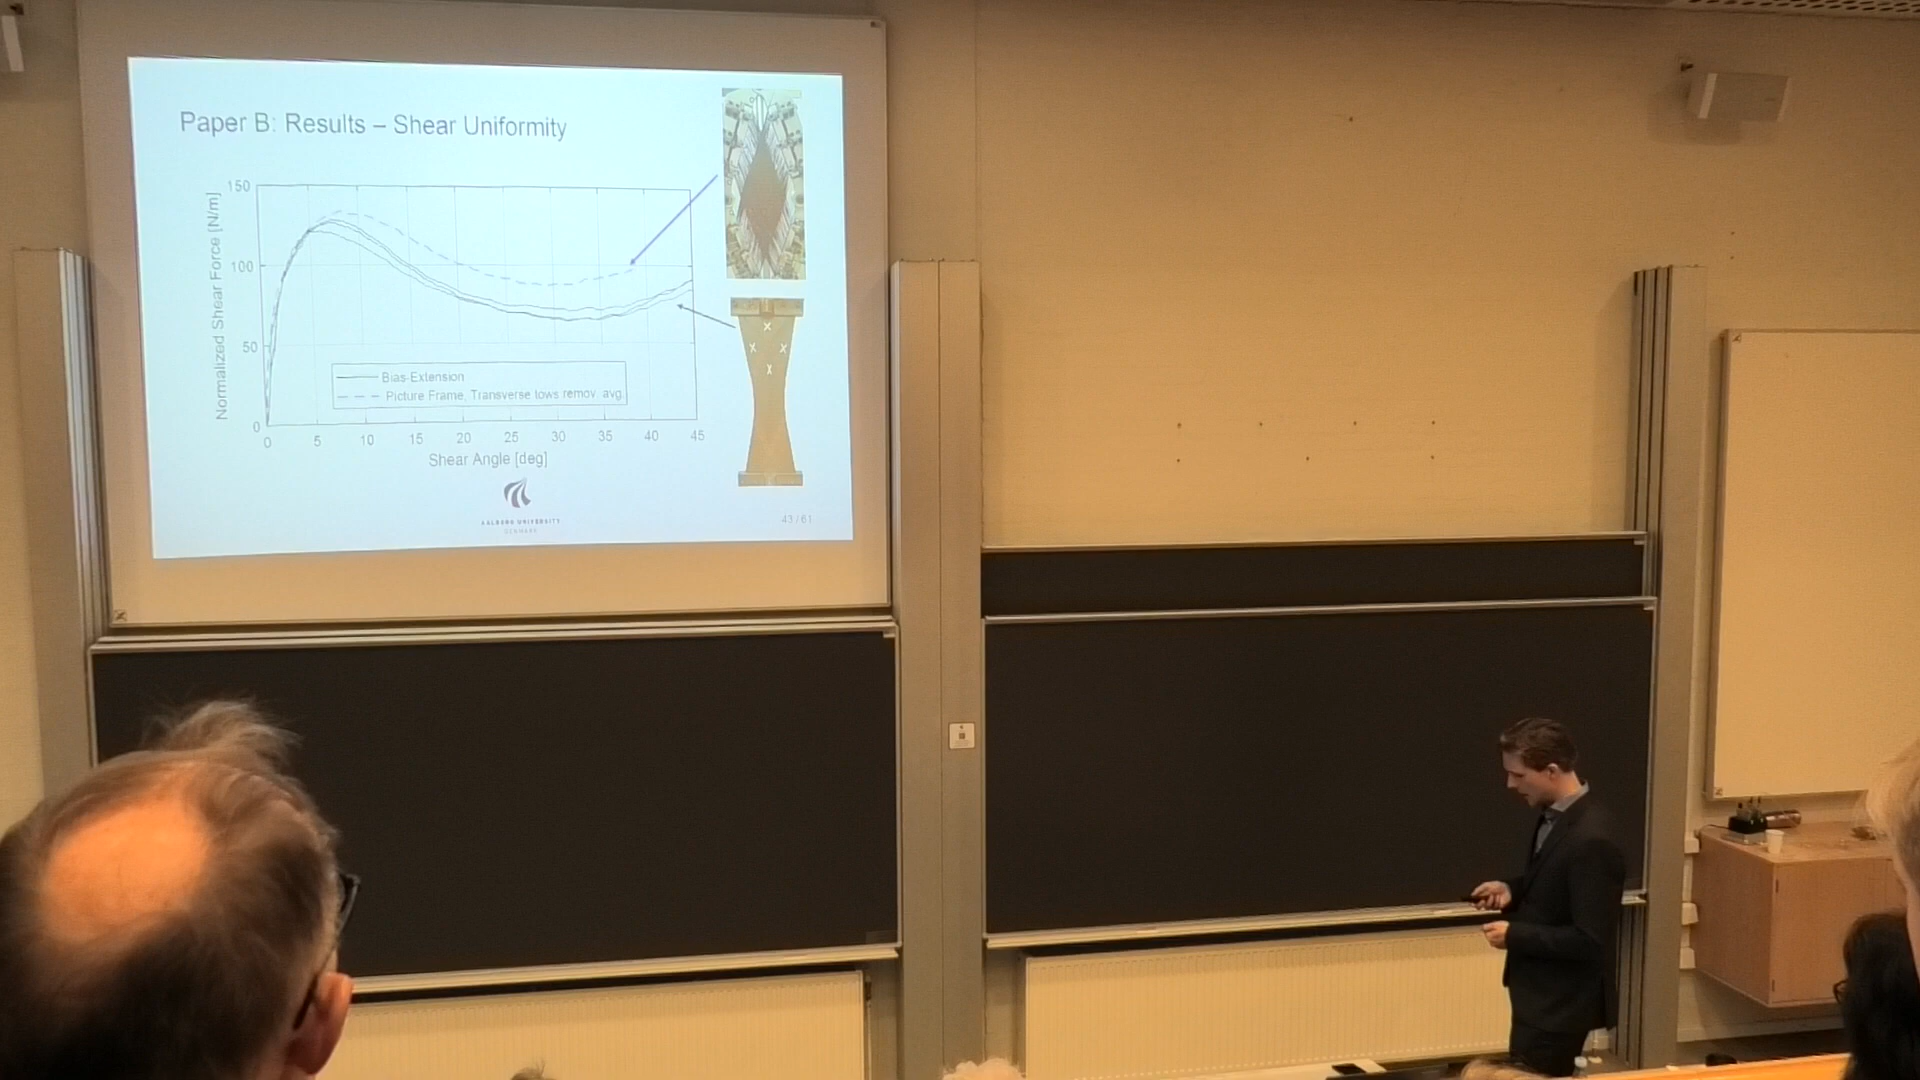 Paper B: Results – Shear Uniformity
Normalized Shear Force [N/m]
150
100
50
0
Bias-Extension
Picture Frame, Transverse tows remov. avg.
0 5 10 15 20 25 30 35 40 45
Shear Angle [deg]
AALBORG UNIVERSITY
DENMARK
43 / 61